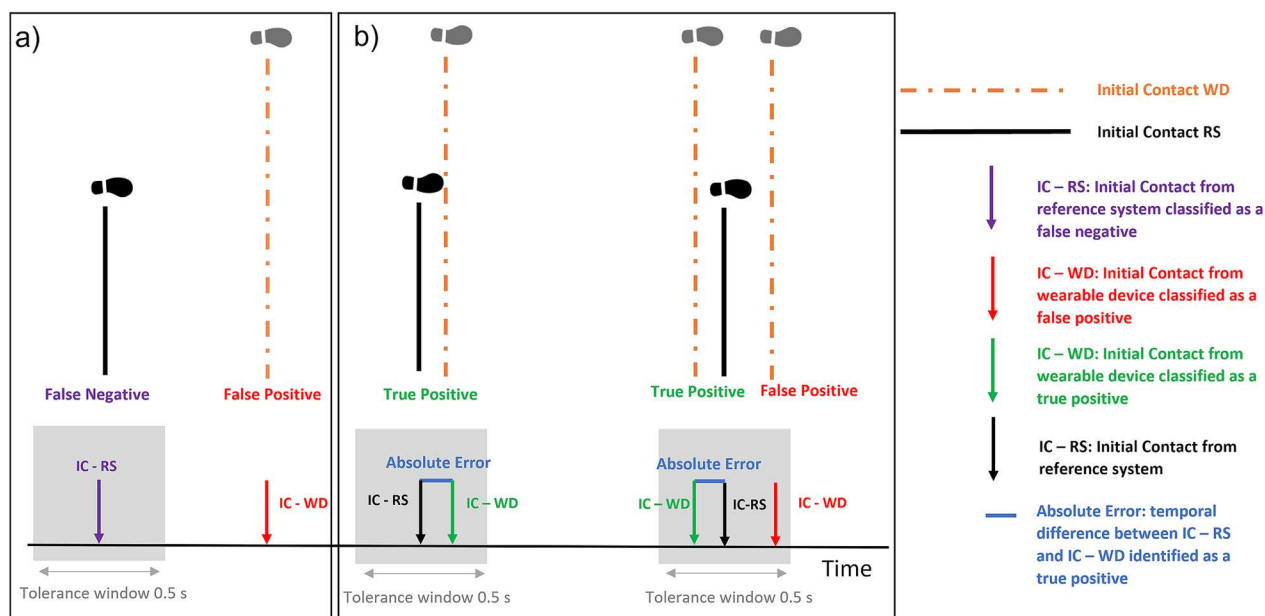 a)
False Negative
False Positive
IC - RS
IC - WD
Tolerance window 0.5 s
b)
True Positive
True Positive
False Positive
Absolute Error
IC - RS
IC – WD
Absolute Error
IC – WD
IC-RS
IC - WD
Time
Tolerance window 0.5 s
Tolerance window 0.5 s
Initial Contact WD
Initial Contact RS
IC – RS: Initial Contact from
reference system classified as a
false negative
IC – WD: Initial Contact from
wearable device classified as a
false positive
IC – WD: Initial Contact from
wearable device classified as a
true positive
IC – RS: Initial Contact from
reference system
Absolute Error: temporal
difference between IC – RS
and IC – WD identified as a
true positive